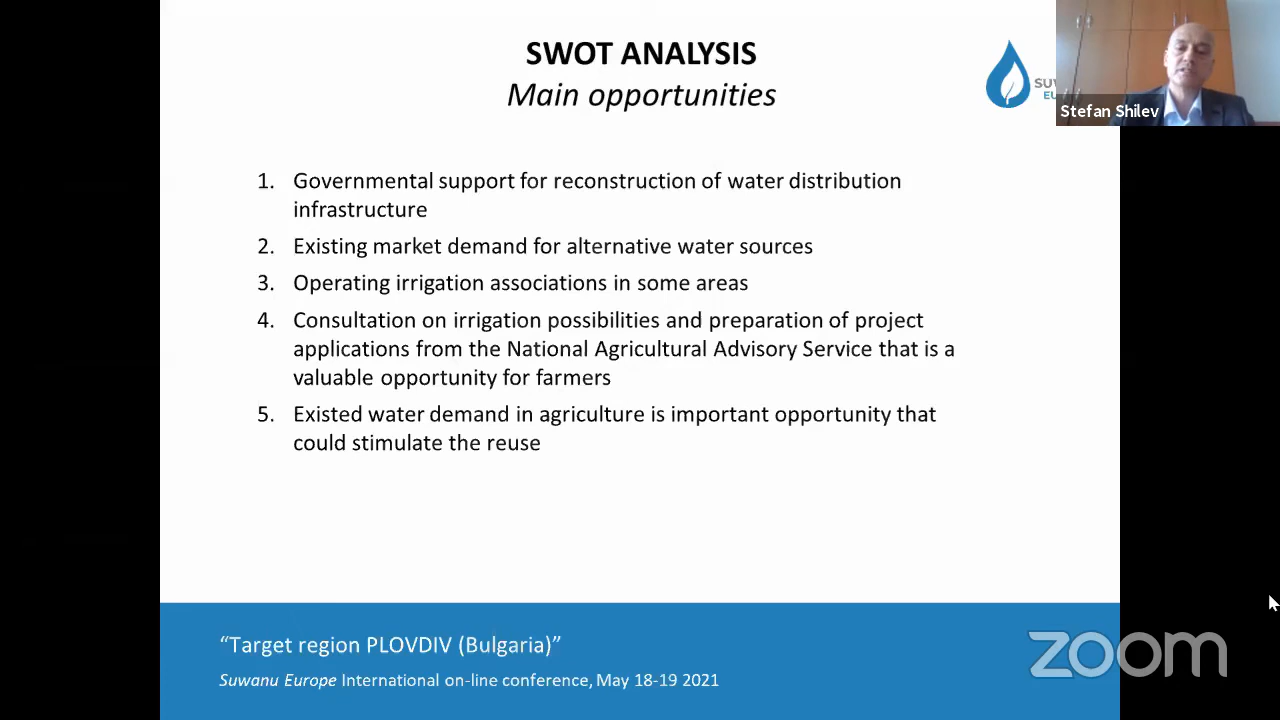 SWOT ANALYSIS
Main opportunities
Stefan Shilev
1. Governmental support for reconstruction of water distribution
infrastructure
2. Existing market demand for alternative water sources
3. Operating irrigation associations in some areas
4. Consultation on irrigation possibilities and preparation of project
applications from the National Agricultural Advisory Service that is a
valuable opportunity for farmers
5. Existed water demand in agriculture is important opportunity that
could stimulate the reuse
“Target region PLOVDIV (Bulgaria)”
Suwanu Europe International on-line conference, May 18-19 2021
zoom